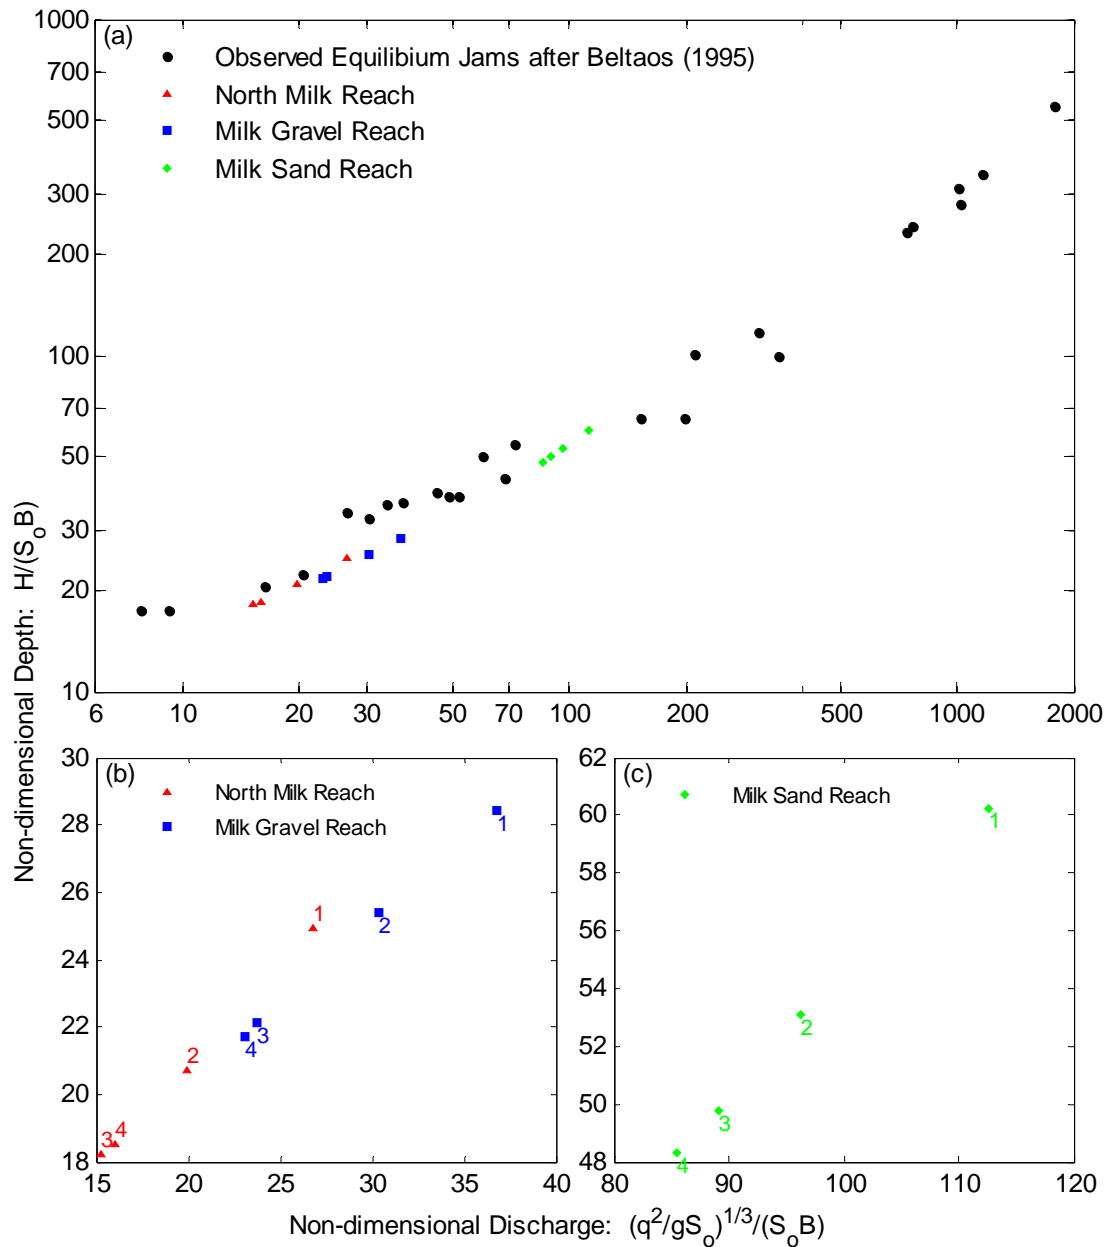 (a)
Observed Equilibium Jams after Beltaos (1995)
North Milk Reach
Milk Gravel Reach
Milk Sand Reach
1000
700
500
300
200
100
70
50
30
20
10
6 10 20 30 50 70 100 200 500 1000 2000
Non-dimensional Depth: H/(SoB)
(b)
North Milk Reach
Milk Gravel Reach
30
28
26
24
22
20
18
1
2
3
4
1
2
3
4
15 20 25 30 35 40
(c)
Milk Sand Reach
62
60
58
56
54
52
50
48
1
2
3
4
80 90 100 110 120
Non-dimensional Discharge: (q²/gSo)^1/3/(SoB)